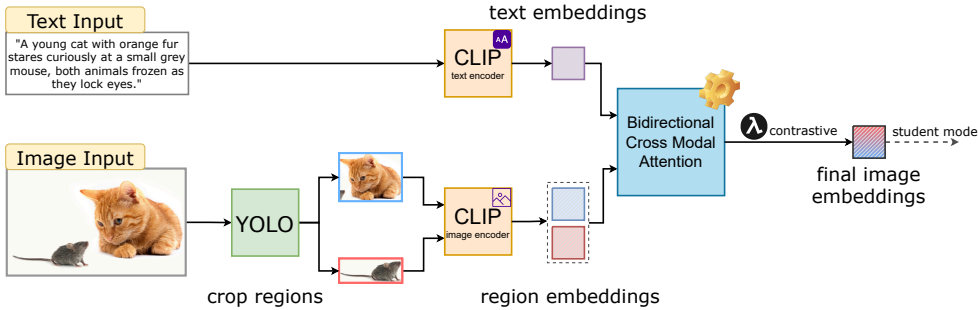 text embeddings
Text Input
"A young cat with orange fur
stares curiously at a small grey
mouse, both animals frozen as
they lock eyes."
AA
CLIP
text encoder
Bidirectional
Cross Modal
Attention
λ contrastive
student mode
final image
embeddings
Image Input
YOLO
CLIP
image encoder
crop regions
region embeddings